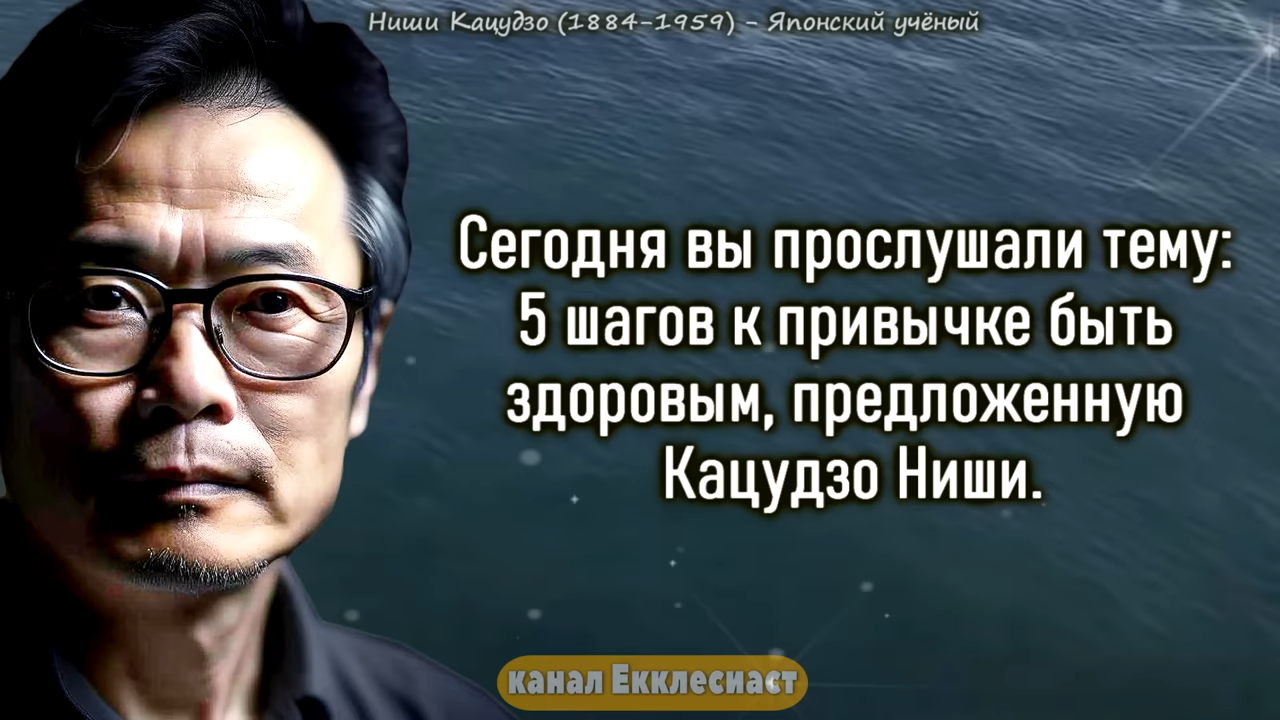 Ниши Кацудзо (1884-1959) - Японский учёный
Сегодня вы прослушали тему:
5 шагов к привычке быть
здоровым, предложенную
Кацудзо Ниши.
канал Екклесиаст